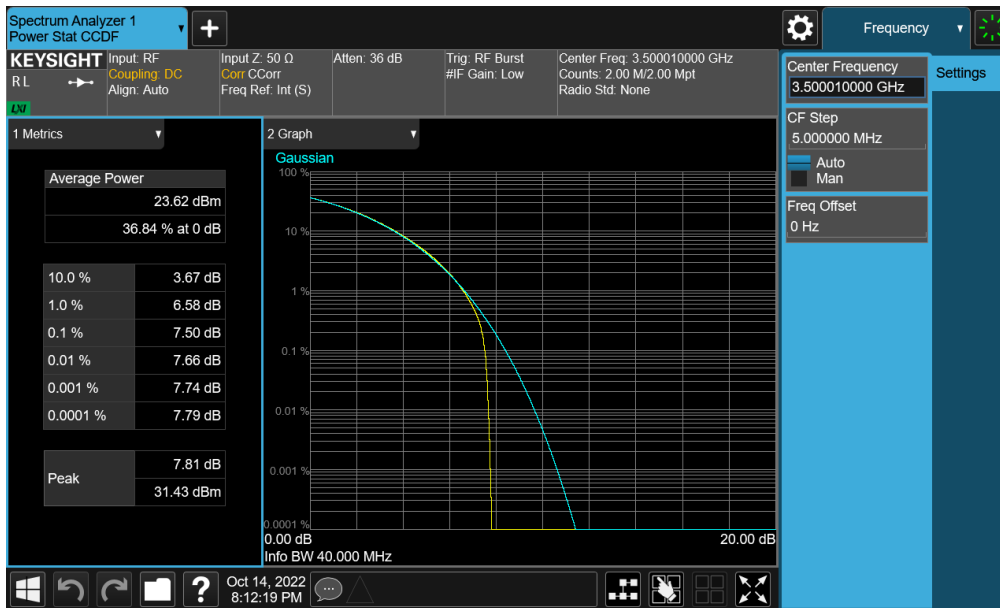 Spectrum Analyzer 1
Power Stat CCDF
+
Frequency
KEYSIGHT
R L
LXI
Input: RF
Coupling: DC
Align: Auto
Input Z: 50 Ω
Corr CCorr
Freq Ref: Int (S)
Atten: 36 dB
Trig: RF Burst
#IF Gain: Low
Center Freq: 3.500010000 GHz
Counts: 2.00 M/2.00 Mpt
Radio Std: None
Center Frequency
3.500010000 GHz
Settings
CF Step
5.000000 MHz
Auto
Man
Freq Offset
0 Hz
1 Metrics
Average Power
23.62 dBm
36.84 % at 0 dB
10.0 % 3.67 dB
1.0 % 6.58 dB
0.1 % 7.50 dB
0.01 % 7.66 dB
0.001 % 7.74 dB
0.0001 % 7.79 dB
Peak
7.81 dB
31.43 dBm
2 Graph
Gaussian
100 %
10 %
1 %
0.1 %
0.01 %
0.001 %
0.0001 %
0.00 dB 20.00 dB
Info BW 40.000 MHz
?
Oct 14, 2022
8:12:19 PM